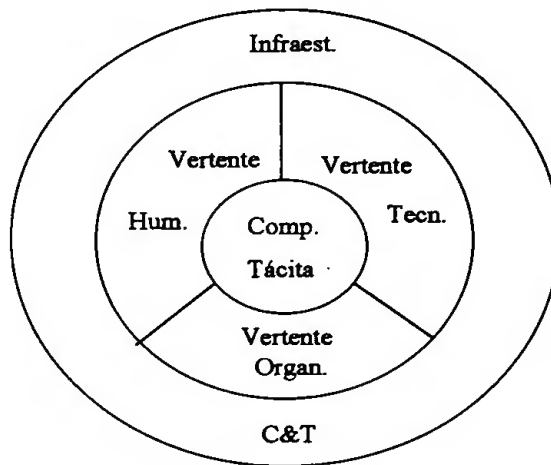 Infraest.
Vertente
Hum.
Vertente
Tecn.
Comp.
Tácita
Vertente
Organ.
C&T